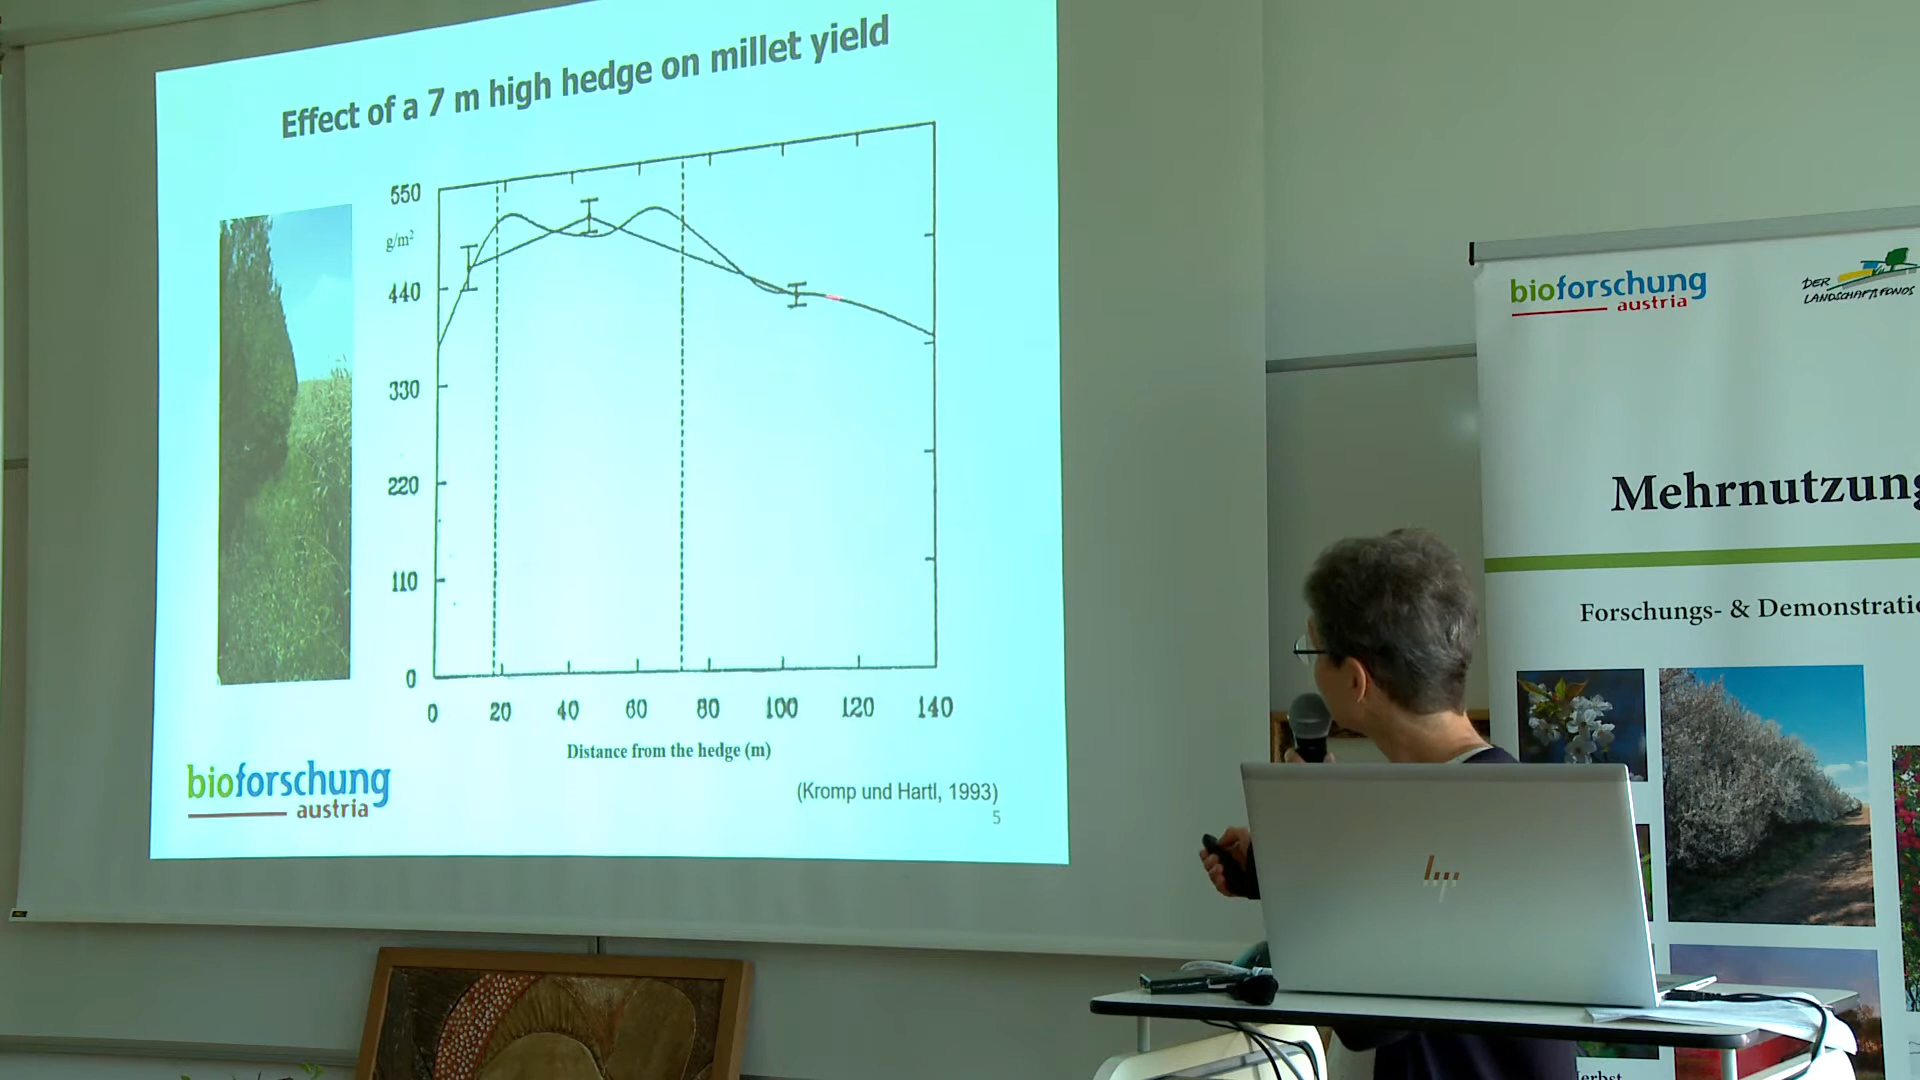 Effect of a 7 m high hedge on millet yield
550
g/m²
440
330
220
110
0
0 20 40 60 80 100 120 140
Distance from the hedge (m)
(Kromp und Hartl, 1993)
5
bioforschung
austria
bioforschung
austria
DER
LANDSCHAFTSFONDS
Mehrnutzung
Forschungs- & Demonstratio
hp